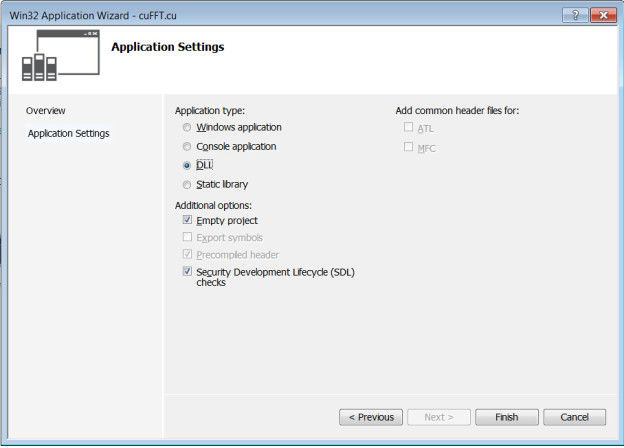 Win32 Application Wizard - cuFFT.cu
Application Settings
Overview
Application Settings
Application type:
Windows application
Console application
DLL
Static library
Additional options:
Empty project
Export symbols
Precompiled header
Security Development Lifecycle (SDL)
checks
Add common header files for:
ATL
MFC
< Previous
Next >
Finish
Cancel